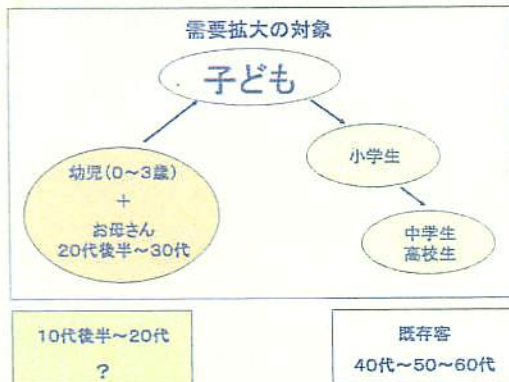 需要拡大の対象
子ども
小学生
幼児(0～3歳)
＋
お母さん
20代後半～30代
中学生
高校生
10代後半～20代
?
既存客
40代～50～60代